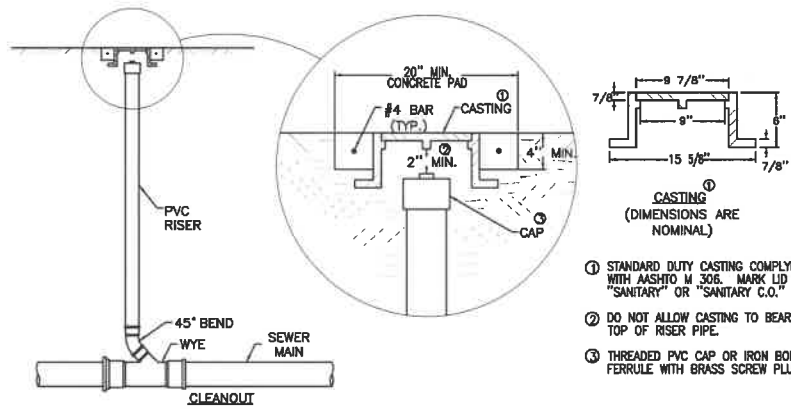 20" MIN.
CONCRETE PAD
#4 BAR
(TYP.)
CASTING ①
2" MIN. ②
4" MIN.
CAP ③
PVC
RISER
45° BEND
WYE
SEWER
MAIN
CLEANOUT
9 7/8"
7/8"
9"
6"
15 5/8"
7/8"
CASTING ①
(DIMENSIONS ARE
NOMINAL)
① STANDARD DUTY CASTING
WITH AASHTO M 306. MARK LID
"SANITARY" OR "SANITARY C.O."
② DO NOT ALLOW CASTING TO BEAR
TOP OF RISER PIPE.
③ THREADED PVC CAP OR IRON
FERRULE WITH BRASS SCREW